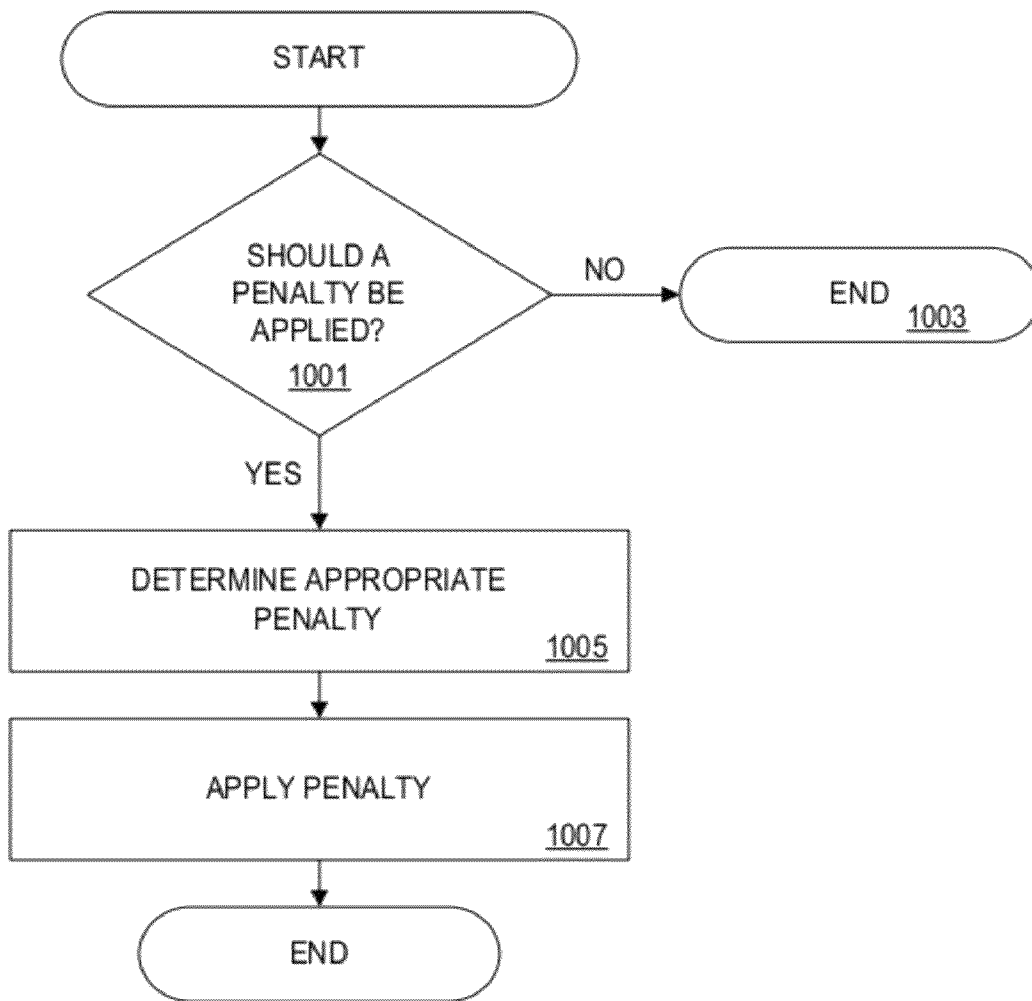 START
SHOULD A
PENALTY BE
APPLIED?
1001
NO
END
1003
YES
DETERMINE APPROPRIATE
PENALTY
1005
APPLY PENALTY
1007
END